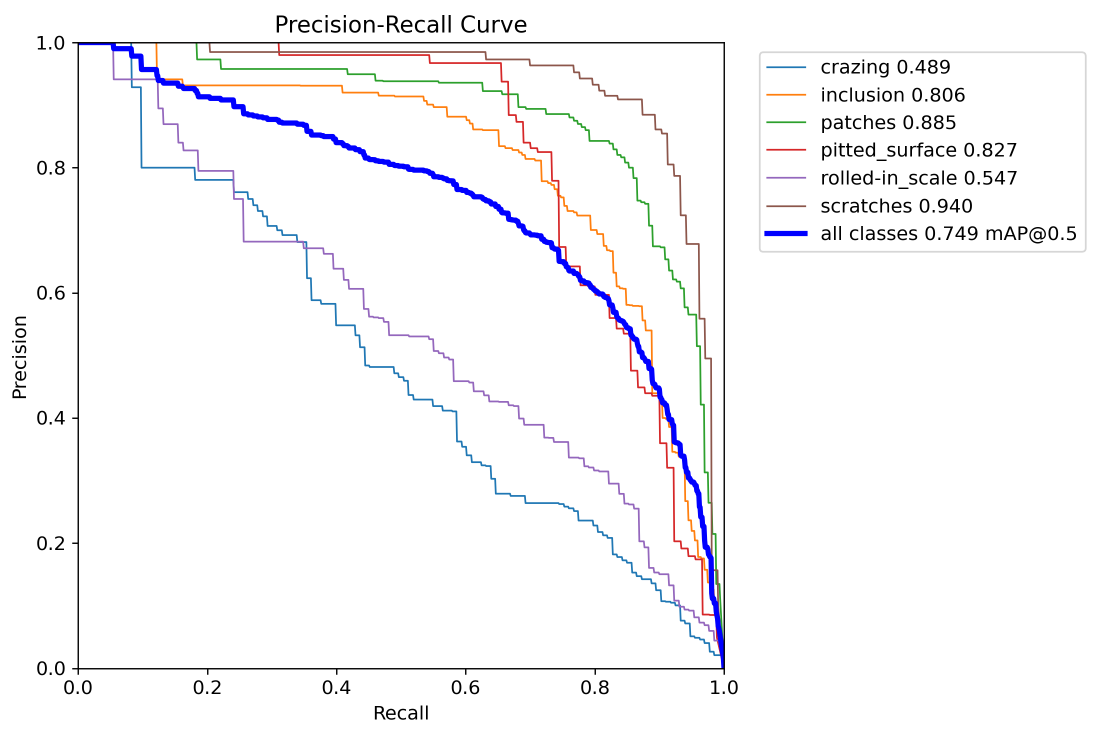 Precision-Recall Curve
1.0
0.8
0.6
0.4
0.2
0.0
Precision
0.0 0.2 0.4 0.6 0.8 1.0
Recall
crazing 0.489
inclusion 0.806
patches 0.885
pitted_surface 0.827
rolled-in_scale 0.547
scratches 0.940
all classes 0.749 mAP@0.5